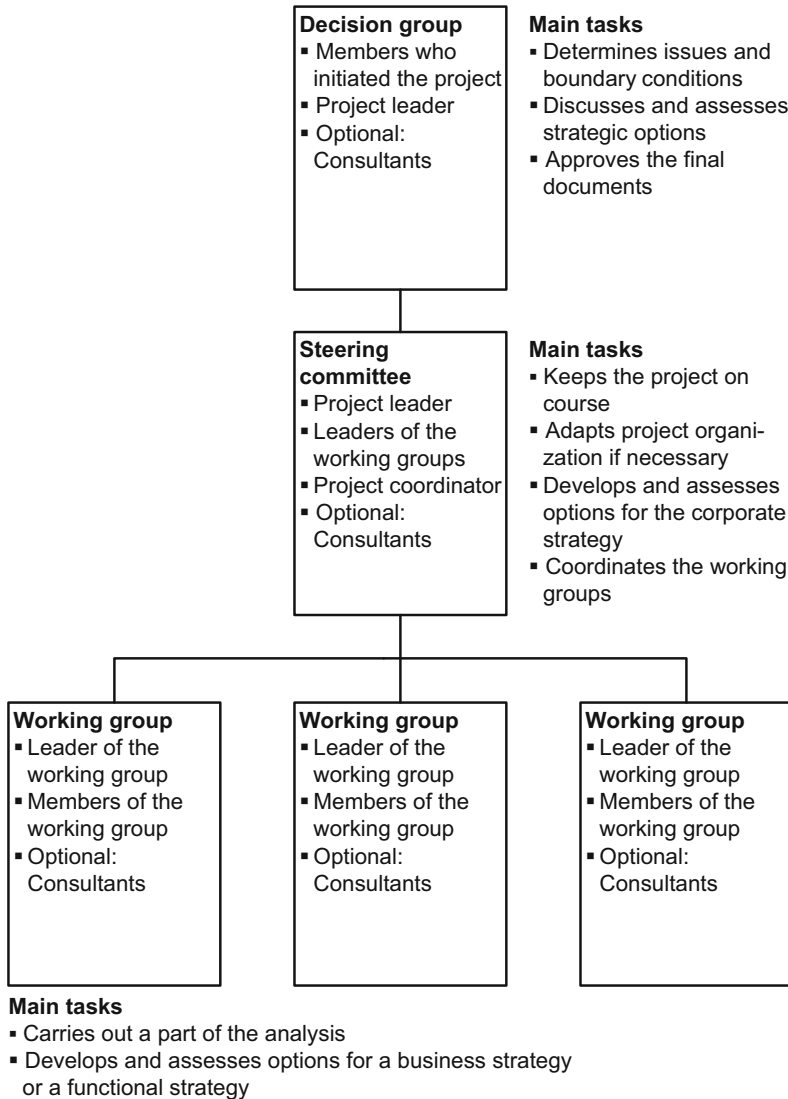 Decision group
▪ Members who
initiated the project
▪ Project leader
▪ Optional:
Consultants
Main tasks
▪ Determines issues and
boundary conditions
▪ Discusses and assesses
strategic options
▪ Approves the final
documents
Steering
committee
▪ Project leader
▪ Leaders of the
working groups
▪ Project coordinator
▪ Optional:
Consultants
Main tasks
▪ Keeps the project on
course
▪ Adapts project organi-
zation if necessary
▪ Develops and assesses
options for the corporate
strategy
▪ Coordinates the working
groups
Working group
▪ Leader of the
working group
▪ Members of the
working group
▪ Optional:
Consultants
Working group
▪ Leader of the
working group
▪ Members of the
working group
▪ Optional:
Consultants
Working group
▪ Leader of the
working group
▪ Members of the
working group
▪ Optional:
Consultants
Main tasks
▪ Carries out a part of the analysis
▪ Develops and assesses options for a business strategy
or a functional strategy